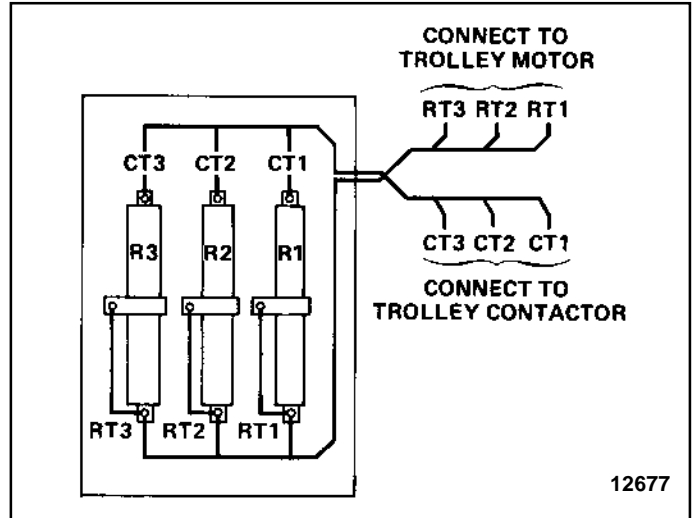 CONNECT TO
TROLLEY MOTOR
RT3 RT2 RT1
CT3 CT2 CT1
R3 R2 R1
CT3 CT2 CT1
CONNECT TO
TROLLEY CONTACTOR
RT3 RT2 RT1
12677